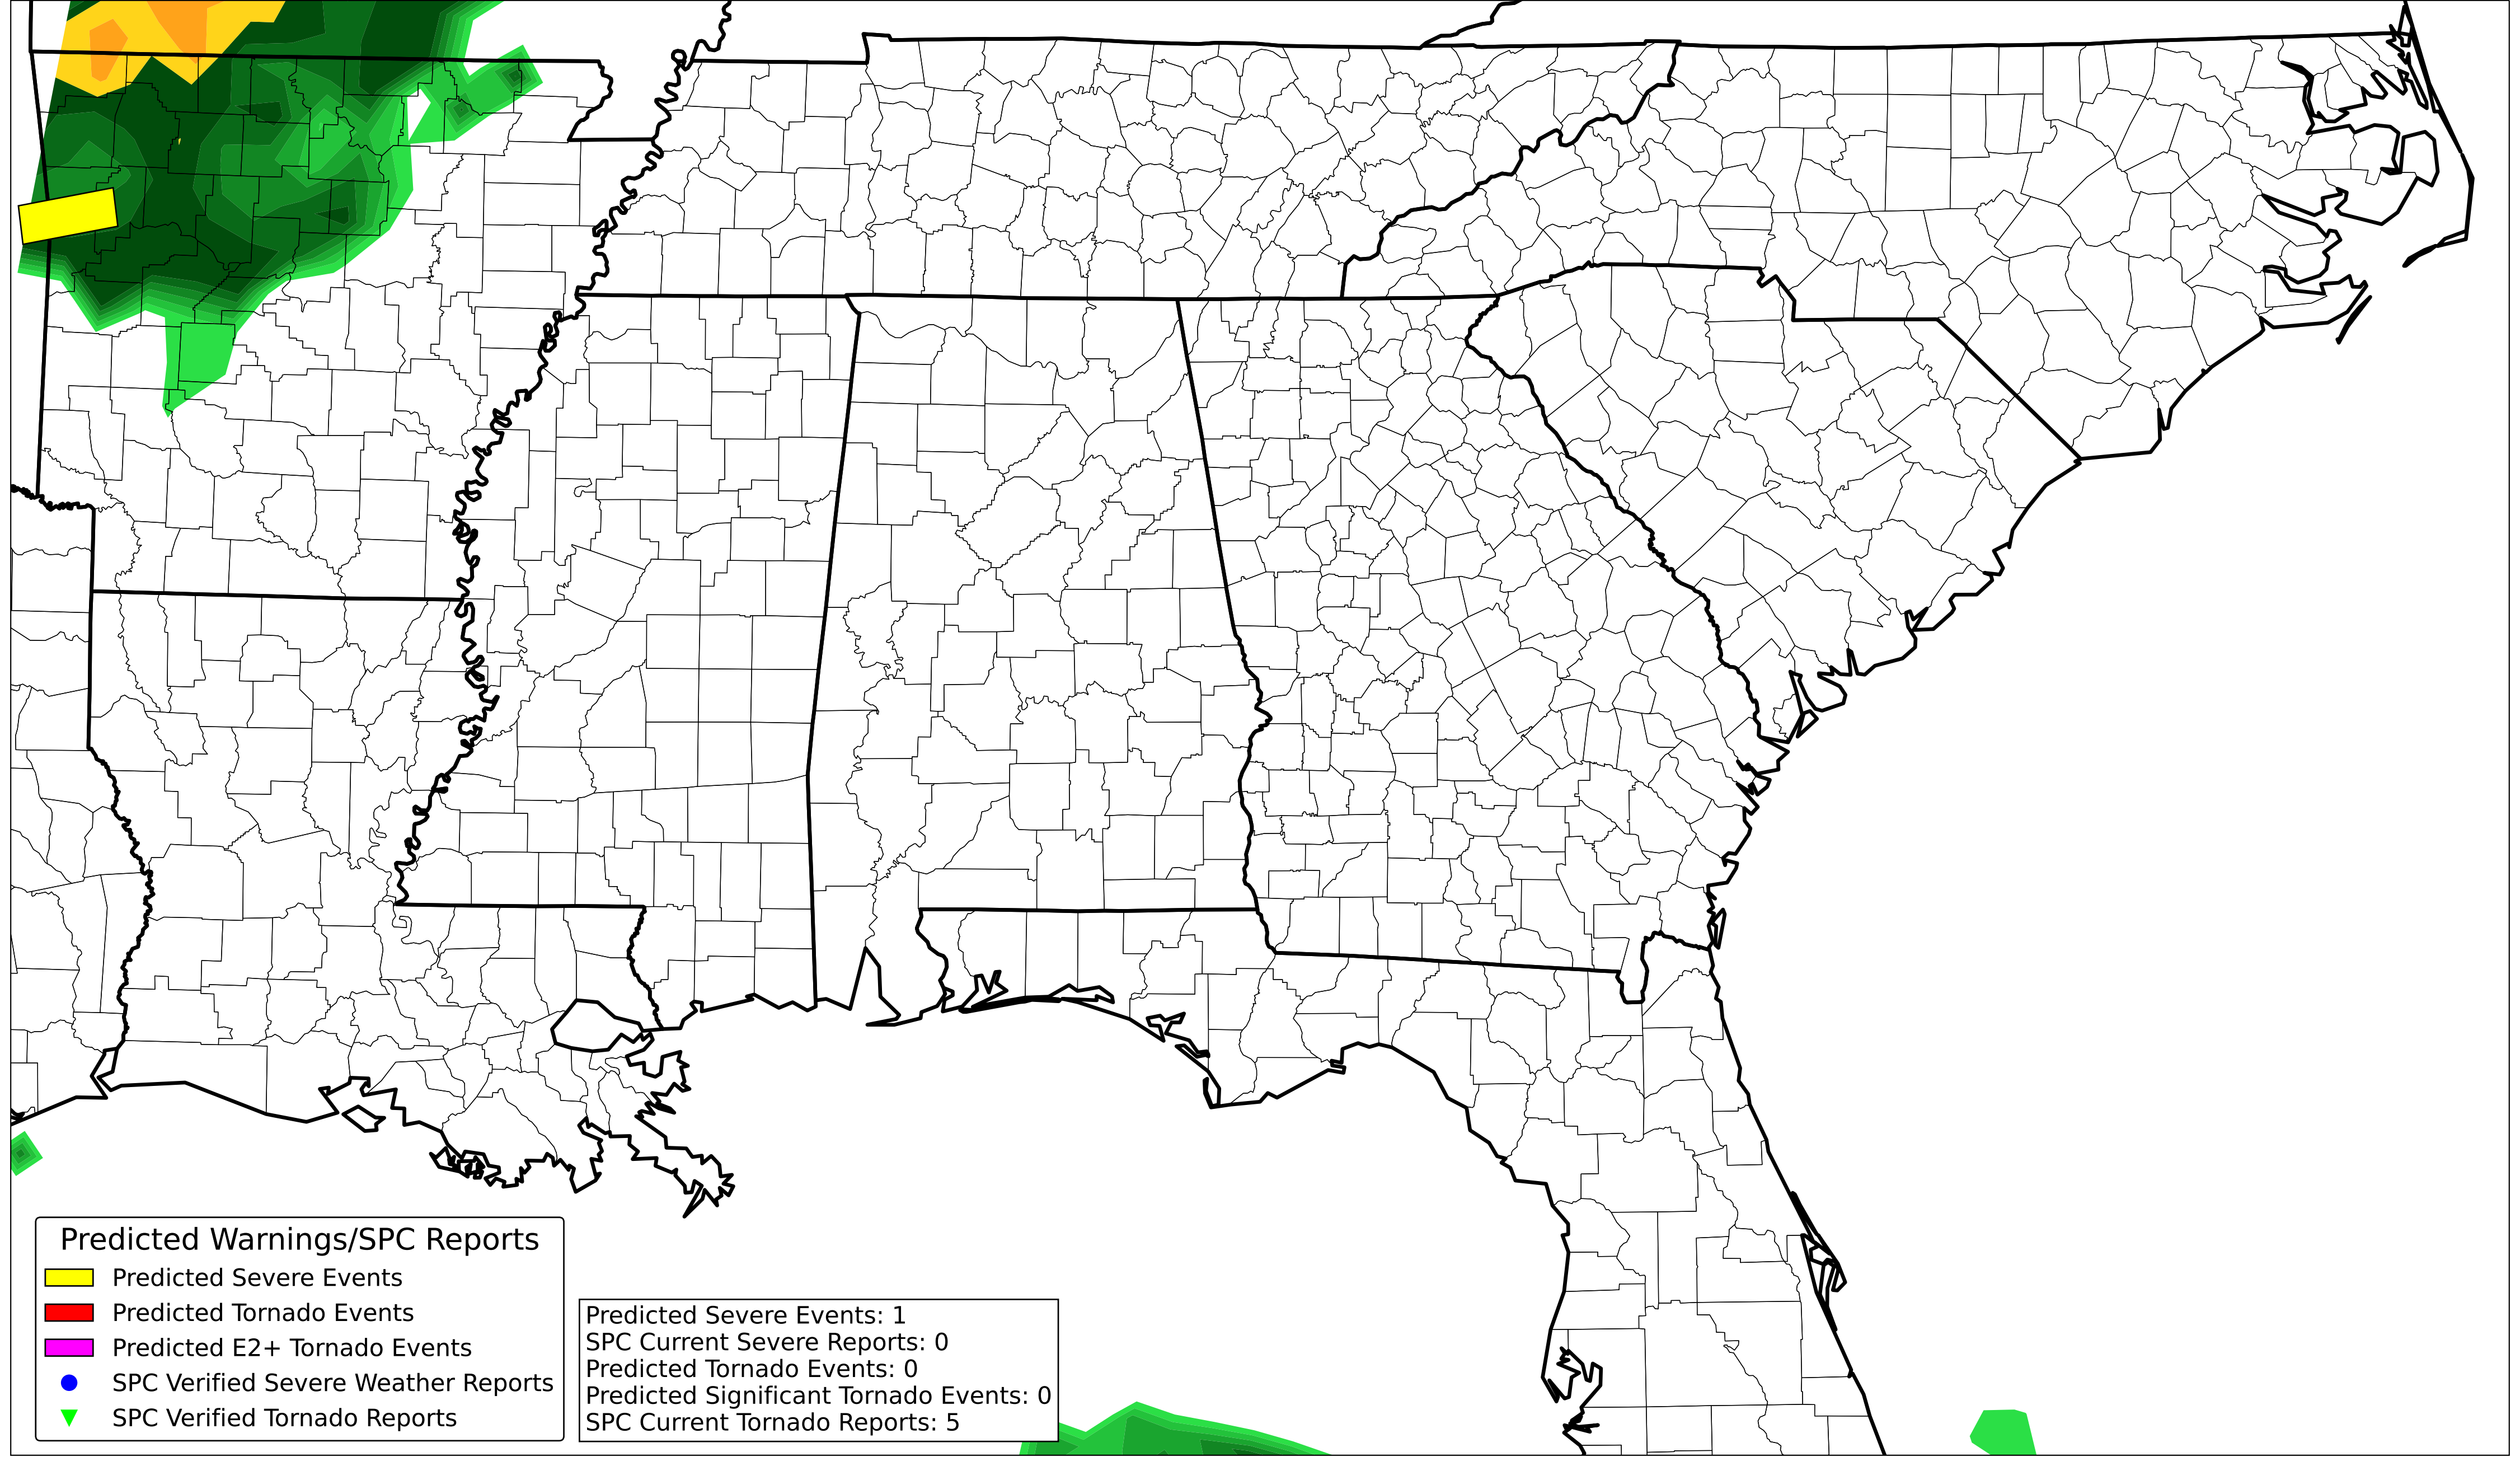 Predicted Warnings/SPC Reports
Predicted Severe Events
Predicted Tornado Events
Predicted E2+ Tornado Events
SPC Verified Severe Weather Reports
SPC Verified Tornado Reports
Predicted Severe Events: 1
SPC Current Severe Reports: 0
Predicted Tornado Events: 0
Predicted Significant Tornado Events: 0
SPC Current Tornado Reports: 5